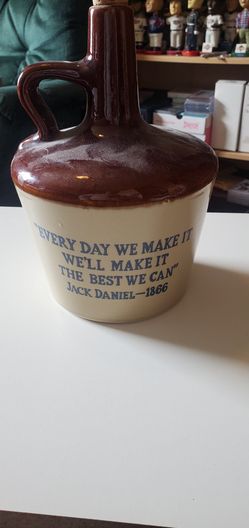 "EVERY DAY WE MAKE IT
WE'LL MAKE IT
THE BEST WE CAN"
JACK DANIEL—1866